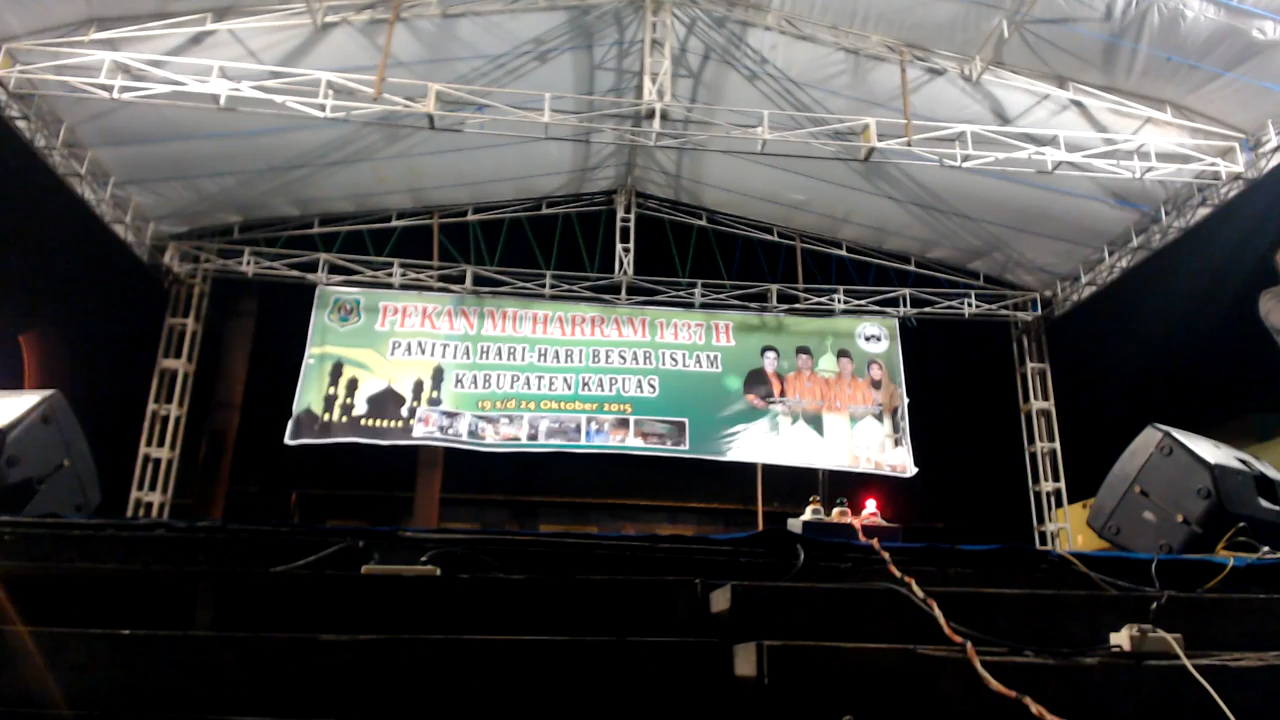 PEKAN MUHARRAM 1437 H
PANITIA HARI-HARI BESAR ISLAM
KABUPATEN KAPUAS
19 s/d 24 Oktober 2015